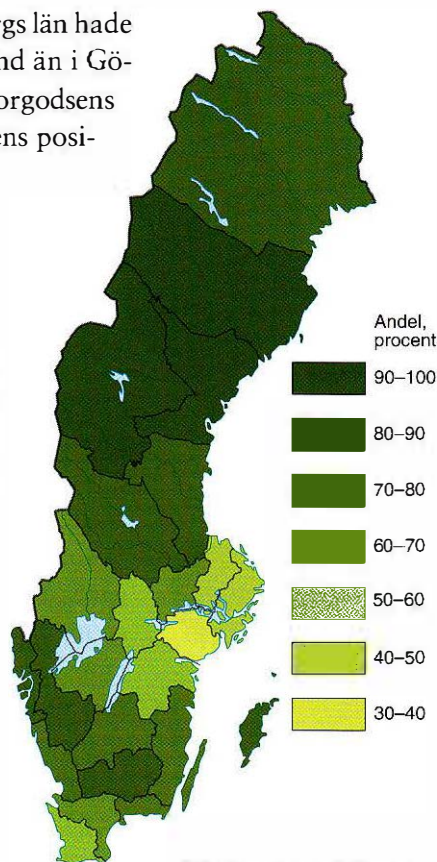 rgs län hade
nd än i Gö-
orgodsens
ens posi-
Andel,
procent
90–100
80–90
70–80
60–70
50–60
40–50
30–40